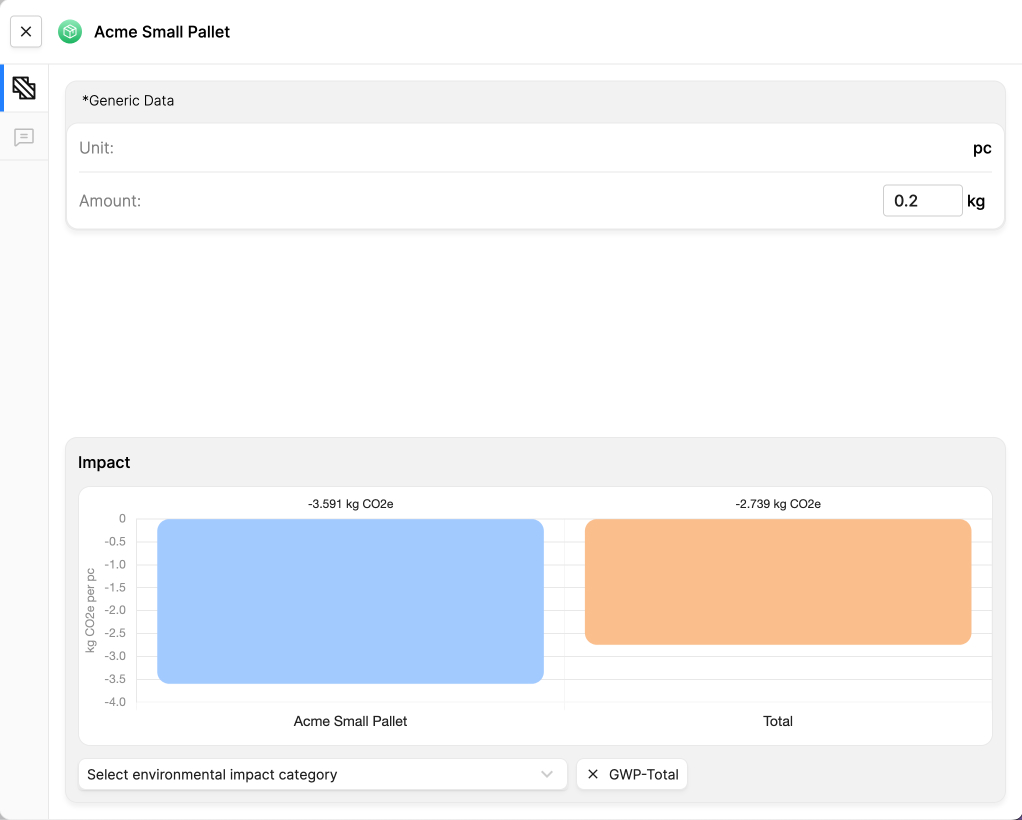 Acme Small Pallet
*Generic Data
Unit: pc
Amount: 0.2 kg
Impact
-3.591 kg CO2e -2.739 kg CO2e
0
-0.5
-1.0
-1.5
-2.0
-2.5
-3.0
-3.5
-4.0
kg CO2e per pc
Acme Small Pallet Total
Select environmental impact category GWP-Total